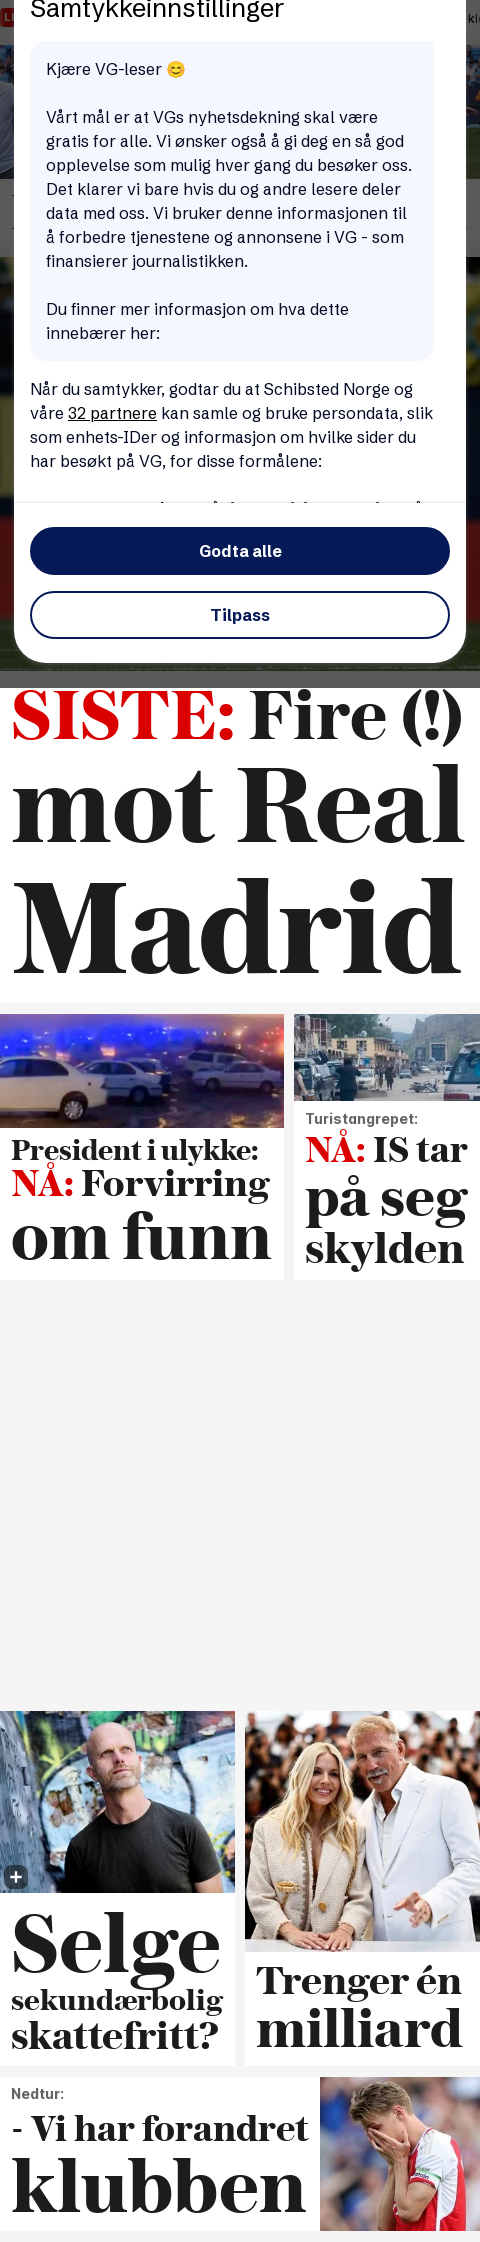 Samtykkeinnstillinger
Kjære VG-leser 😊
Vårt mål er at VGs nyhetsdekning skal være
gratis for alle. Vi ønsker også å gi deg en så god
opplevelse som mulig hver gang du besøker oss.
Det klarer vi bare hvis du og andre lesere deler
data med oss. Vi bruker denne informasjonen til
å forbedre tjenestene og annonsene i VG - som
finansierer journalistikken.
Du finner mer informasjon om hva dette
innebærer her:
Når du samtykker, godtar du at Schibsted Norge og
våre 32 partnere kan samle og bruke persondata, slik
som enhets-IDer og informasjon om hvilke sider du
har besøkt på VG, for disse formålene:
Godta alle
Tilpass
SISTE: Fire (!)
mot Real
Madrid
President i ulykke:
NÅ: Forvirring
om funn
Turistangrepet:
NÅ: IS tar
på seg
skylden
Selge
sekundærbolig
skattefritt?
Trenger én
milliard
Nedtur:
- Vi har forandret
klubben